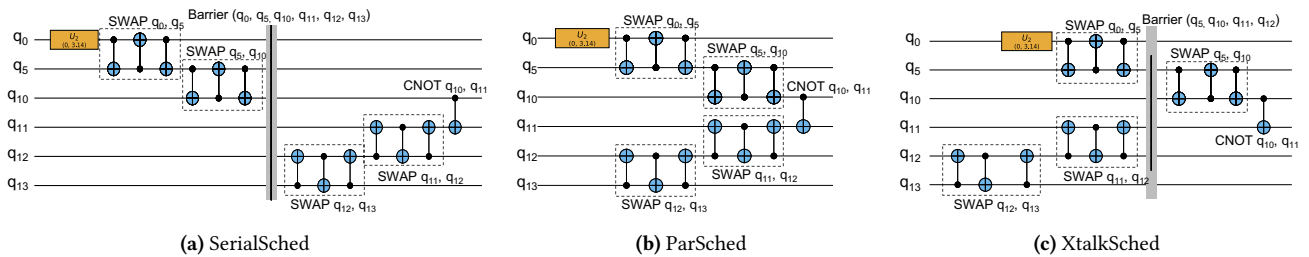 SWAP q0, q5
Barrier (q0, q5, q10, q11, q12, q13)
q0
U2
(0, 3.14)
SWAP q5, q10
q5
CNOT q10, q11
q10
q11
q12
SWAP q11, q12
q13
SWAP q12, q13
(a) SerialSched
SWAP q0, q5
q0
U2
(0, 3.14)
SWAP q5, q10
q5
CNOT q10, q11
q10
q11
q12
SWAP q11, q12
q13
SWAP q12, q13
(b) ParSched
Barrier (q5, q10, q11, q12)
SWAP q0, q5
q0
U2
(0, 3.14)
SWAP q5, q10
q5
q10
q11
CNOT q10, q11
q12
SWAP q11, q12
q13
SWAP q12, q13
(c) XtalkSched